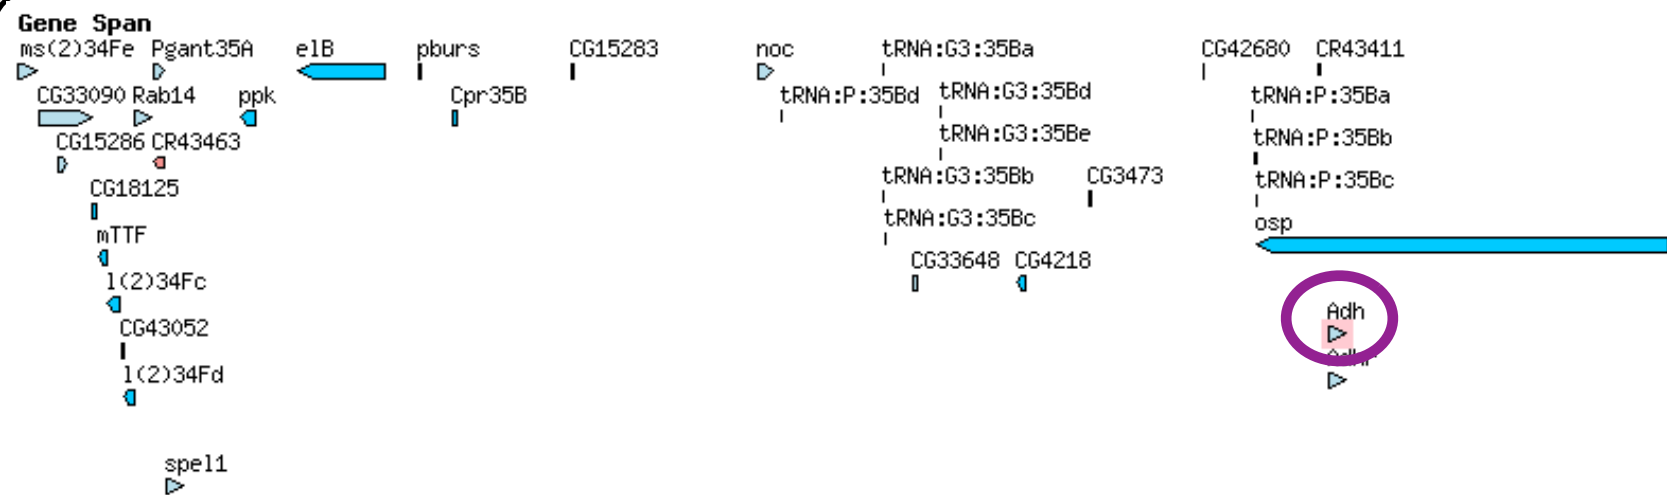 Gene Span
ms(2)34Fe Pgant35A elB pburs CG15283 noc tRNA:G3:35Ba CG42680 CR43411
CG33090 Rab14 ppk Cpr35B tRNA:P:35Bd tRNA:G3:35Bd tRNA:P:35Ba
tRNA:G3:35Be tRNA:P:35Bb
CG15286 CR43463
tRNA:G3:35Bb CG3473 tRNA:P:35Bc
CG18125
tRNA:G3:35Bc osp
mTTF
CG33648 CG4218
l(2)34Fc
Adh
CG43052
Adhr
l(2)34Fd
spel1